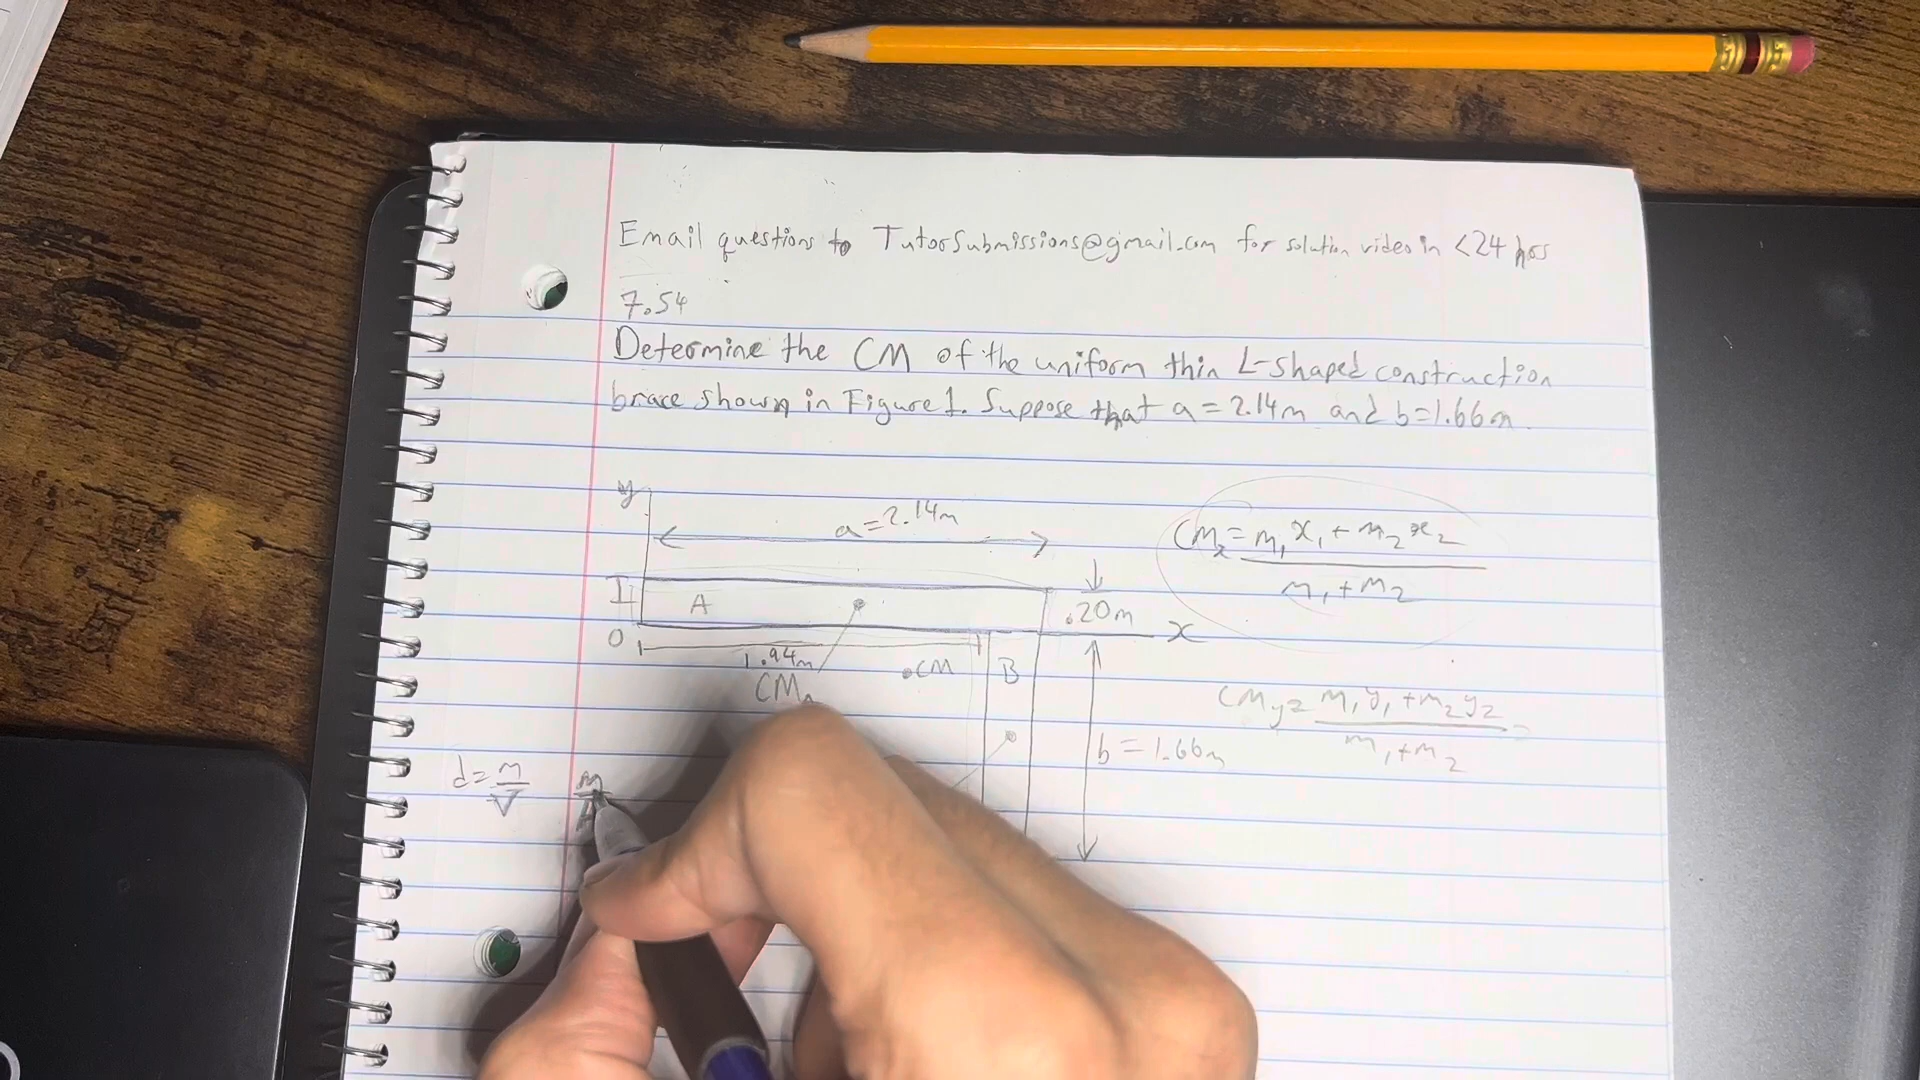 Email questions to TutorSubmissions@gmail.com for solution video in <24 hrs
7.54
Determine the CM of the uniform thin L-shaped construction
brace shown in Figure 1. Suppose that a=2.14m and b=1.66m.
y
a=2.14m
CMx = m1x1 + m2x2
m1 + m2
A
.20m
x
0
1.94m
.CM
B
CMA
CMy = m1y1 + m2y2 =
m1 + m2
b = 1.66m
d = m
V
m
A